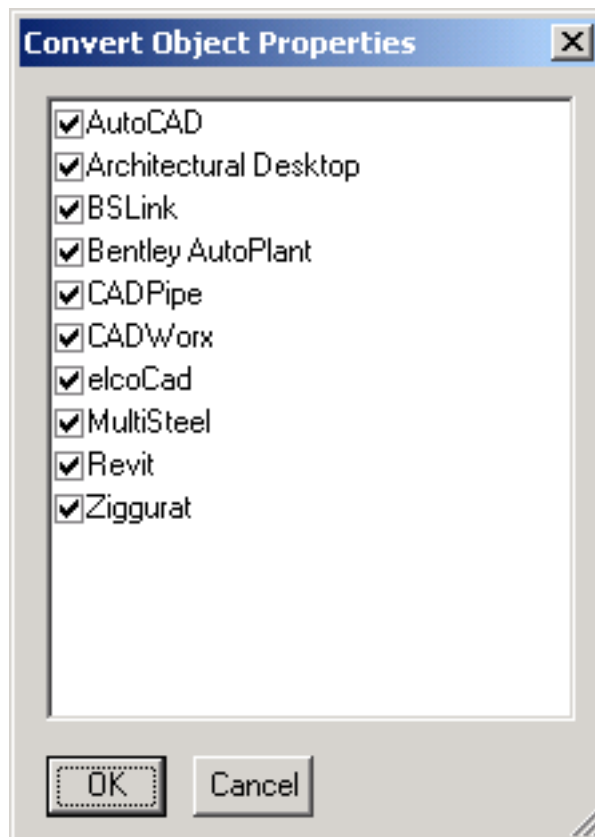 Convert Object Properties
AutoCAD
Architectural Desktop
BSLink
Bentley AutoPlant
CADPipe
CADWorx
elcoCad
MultiSteel
Revit
Ziggurat
OK
Cancel